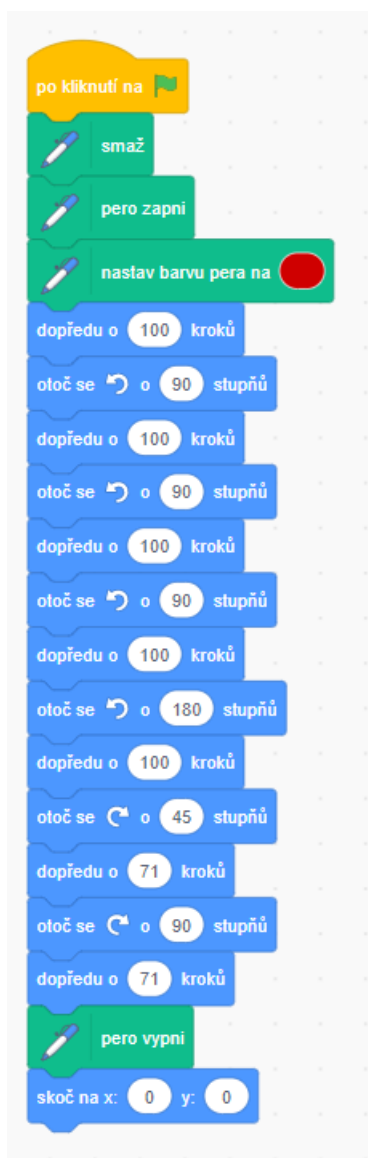 po kliknutí na
smaž
pero zapni
nastav barvu pera na
dopředu o 100 kroků
otoč se o 90 stupňů
dopředu o 100 kroků
otoč se o 90 stupňů
dopředu o 100 kroků
otoč se o 90 stupňů
dopředu o 100 kroků
otoč se o 180 stupňů
dopředu o 100 kroků
otoč se o 45 stupňů
dopředu o 71 kroků
otoč se o 90 stupňů
dopředu o 71 kroků
pero vypni
skoč na x: 0 y: 0